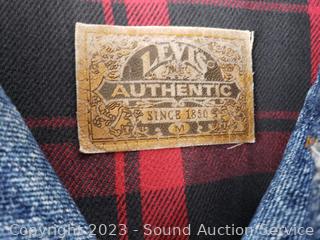 LEVI'S
AUTHENTIC
SINCE 1850
M
Copyright 2023 - Sound Auction Service